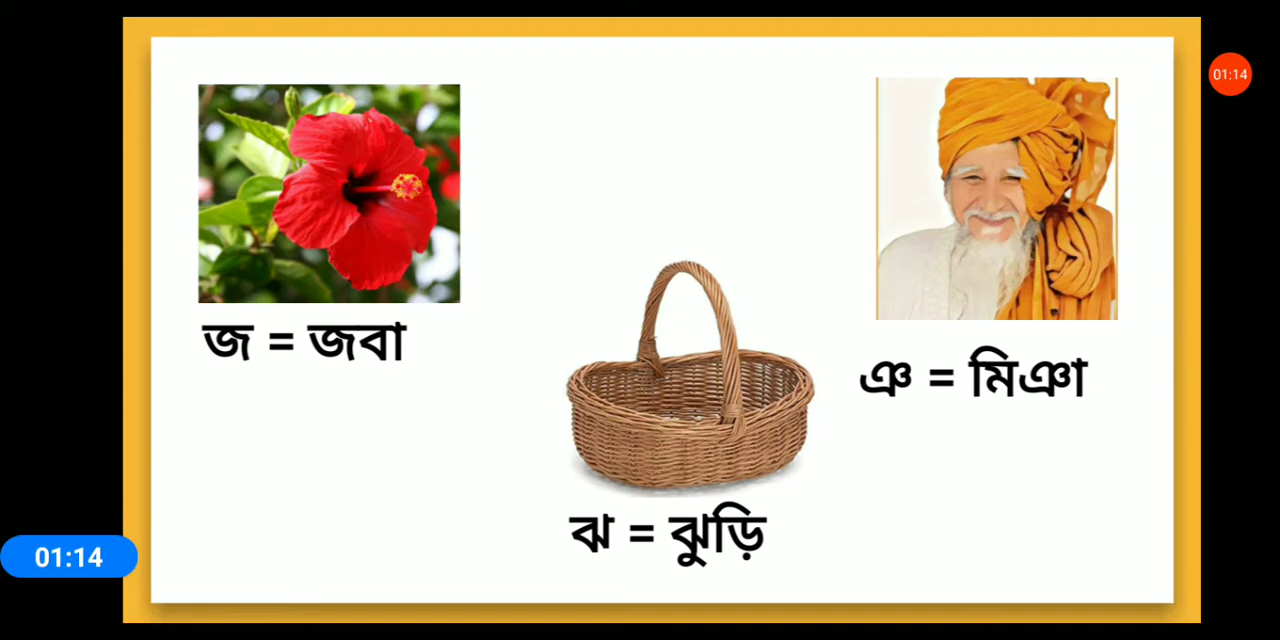 01:14
জ = জবা
ঞ = মিঞা
ঝ = ঝুড়ি
01:14